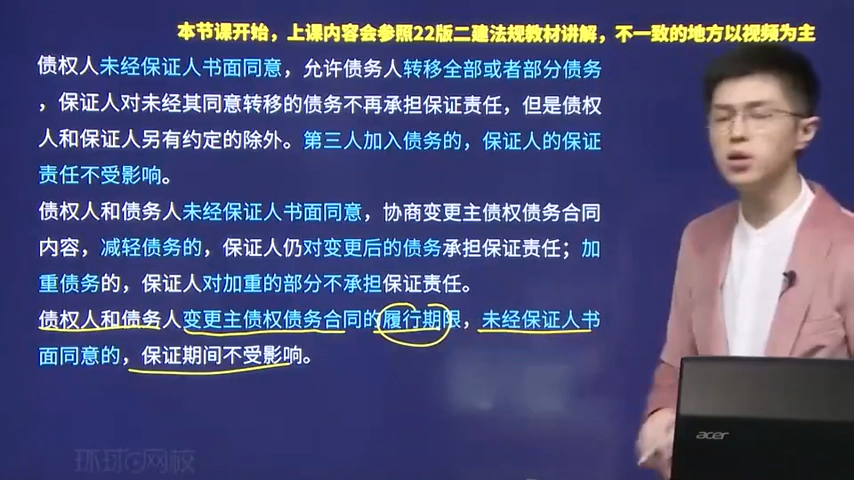 本节课开始，上课内容会参照22版二建法规教材讲解，不一致的地方以视频为主
债权人未经保证人书面同意，允许债务人转移全部或者部分债务
，保证人对未经其同意转移的债务不再承担保证责任，但是债权
人和保证人另有约定的除外。第三人加入债务的，保证人的保证
责任不受影响。
债权人和债务人未经保证人书面同意，协商变更主债权债务合同
内容，减轻债务的，保证人仍对变更后的债务承担保证责任；加
重债务的，保证人对加重的部分不承担保证责任。
债权人和债务人变更主债权债务合同的履行期限，未经保证人书
面同意的，保证期间不受影响。
环球网校
acer